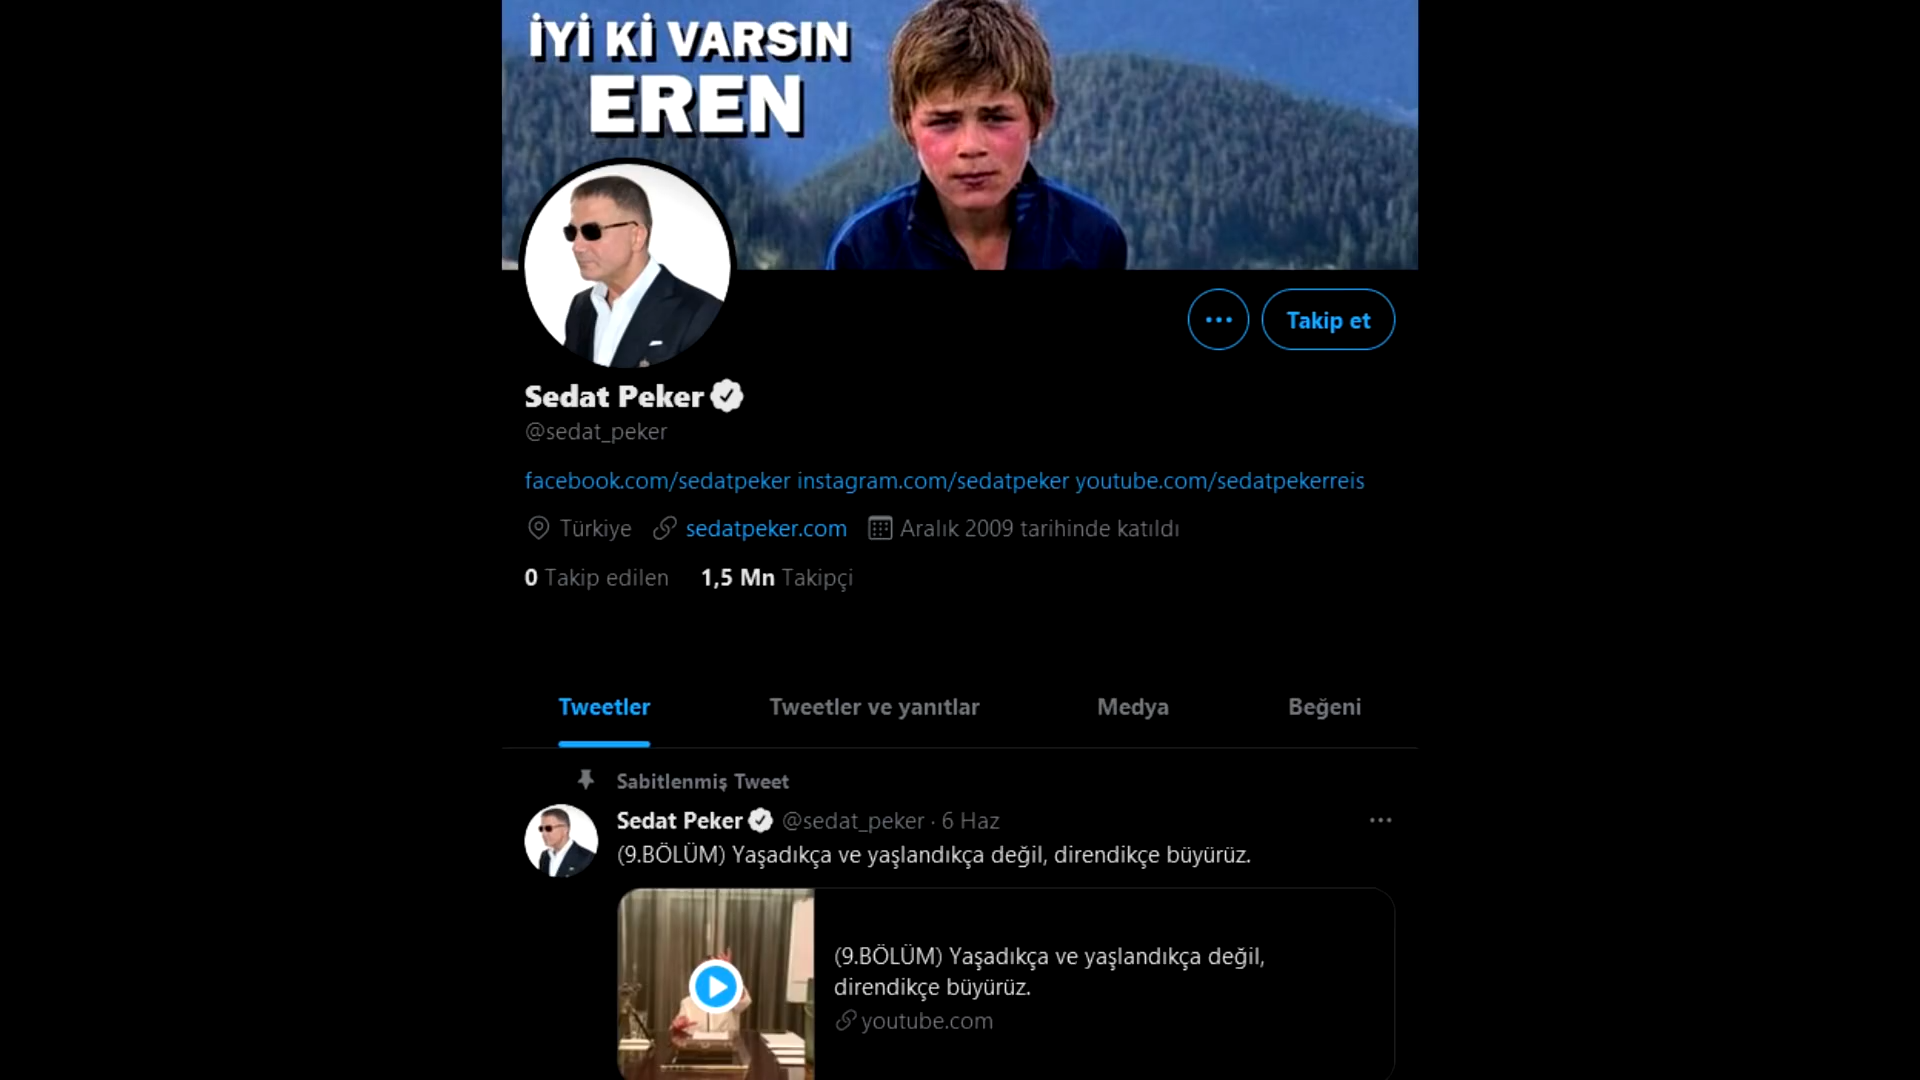 İYİ Kİ VARSIN
EREN
Takip et
Sedat Peker
@sedat_peker
facebook.com/sedatpeker instagram.com/sedatpeker youtube.com/sedatpekerreis
Türkiye sedatpeker.com Aralık 2009 tarihinde katıldı
0 Takip edilen 1,5 Mn Takipçi
Tweetler Tweetler ve yanıtlar Medya Beğeni
Sabitlenmiş Tweet
Sedat Peker @sedat_peker · 6 Haz
(9.BÖLÜM) Yaşadıkça ve yaşlandıkça değil, direndikçe büyürüz.
(9.BÖLÜM) Yaşadıkça ve yaşlandıkça değil,
direndikçe büyürüz.
youtube.com